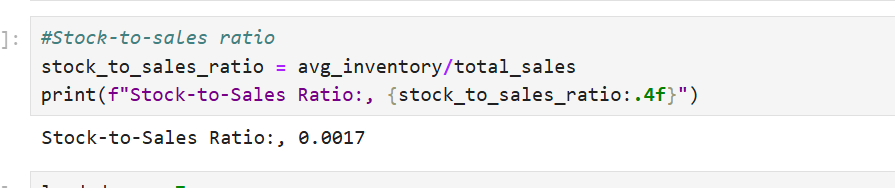 ]:
#Stock-to-sales ratio
stock_to_sales_ratio = avg_inventory/total_sales
print(f"Stock-to-Sales Ratio:, {stock_to_sales_ratio:.4f}")
Stock-to-Sales Ratio:, 0.0017